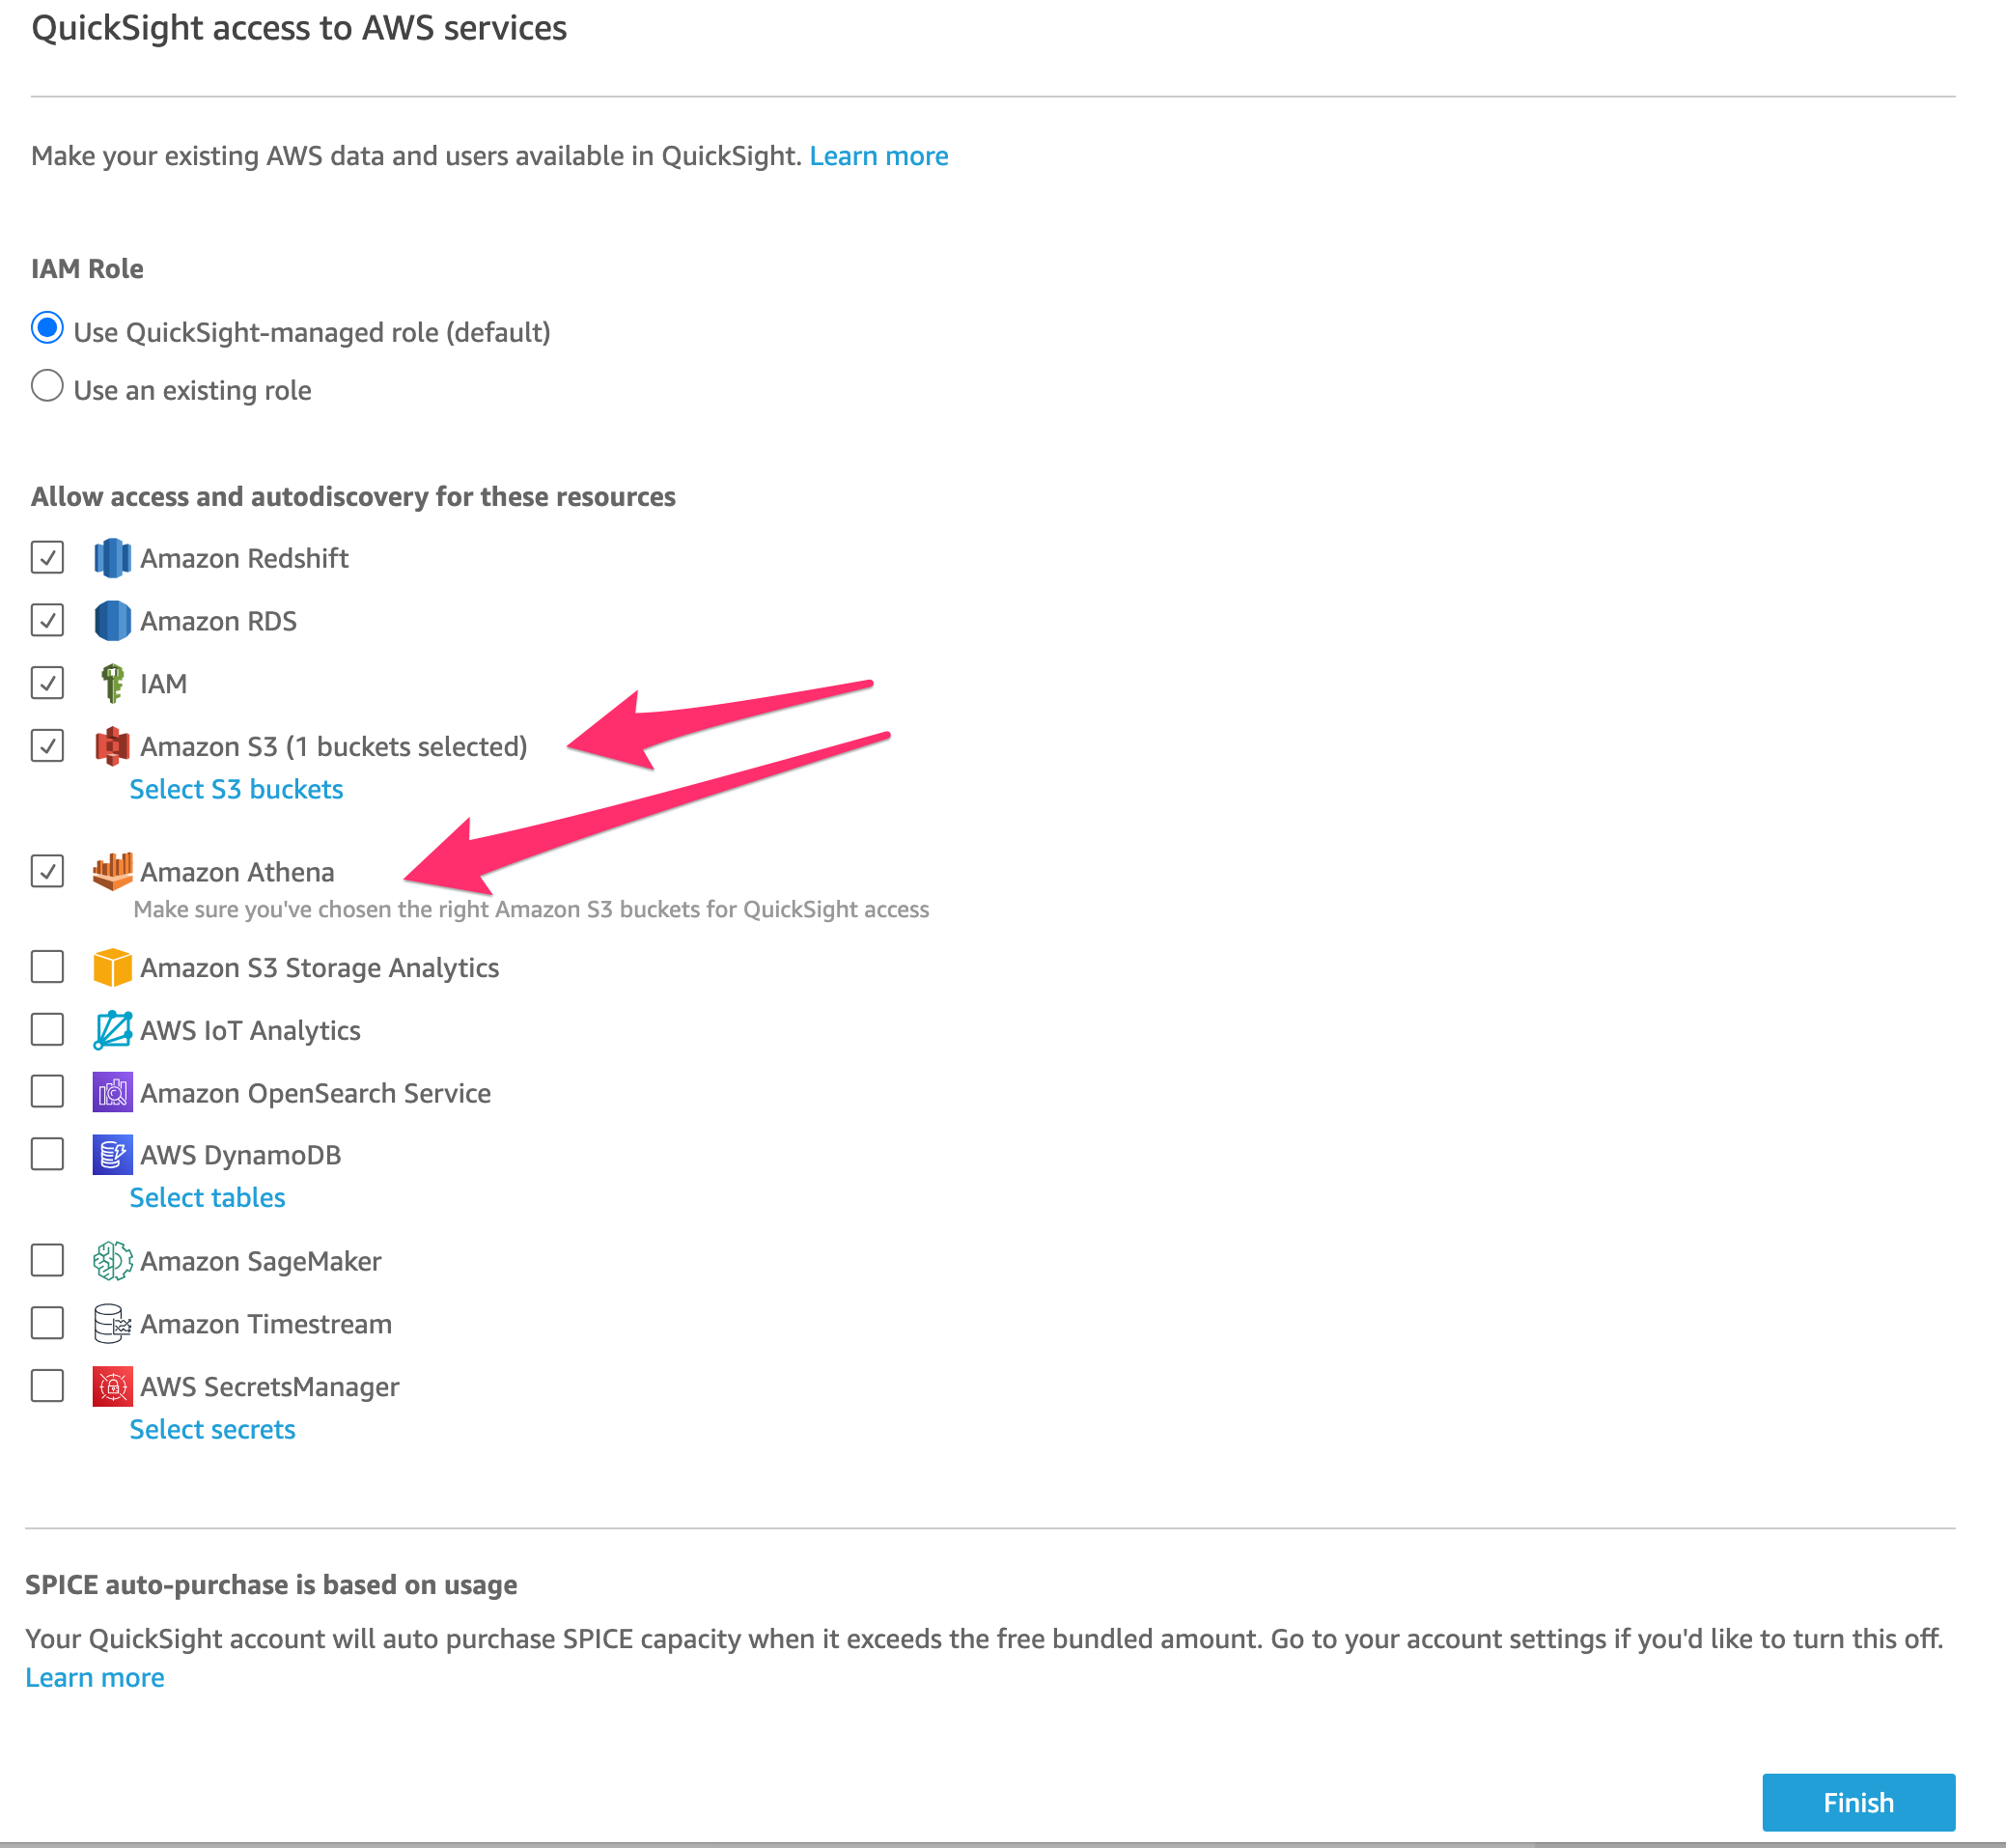 QuickSight access to AWS services
Make your existing AWS data and users available in QuickSight. Learn more
IAM Role
Use QuickSight-managed role (default)
Use an existing role
Allow access and autodiscovery for these resources
Amazon Redshift
Amazon RDS
IAM
Amazon S3 (1 buckets selected)
Select S3 buckets
Amazon Athena
Make sure you've chosen the right Amazon S3 buckets for QuickSight access
Amazon S3 Storage Analytics
AWS IoT Analytics
Amazon OpenSearch Service
AWS DynamoDB
Select tables
Amazon SageMaker
Amazon Timestream
AWS SecretsManager
Select secrets
SPICE auto-purchase is based on usage
Your QuickSight account will auto purchase SPICE capacity when it exceeds the free bundled amount. Go to your account settings if you'd like to turn this off.
Learn more
Finish